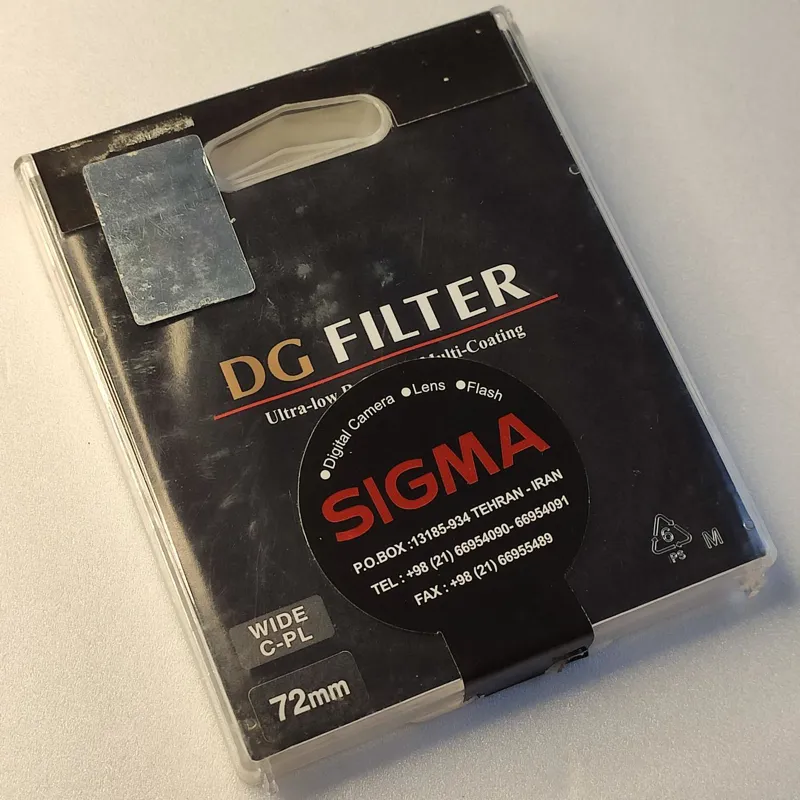 DG FILTER
Ultra-low Multi-Coating
●Digital Camera ●Lens ●Flash
SIGMA
P.O.BOX :13185-934 TEHRAN - IRAN
TEL : +98 (21) 66954090- 66954091
FAX : +98 (21) 66955489
6
PS
M
WIDE
C-PL
72mm